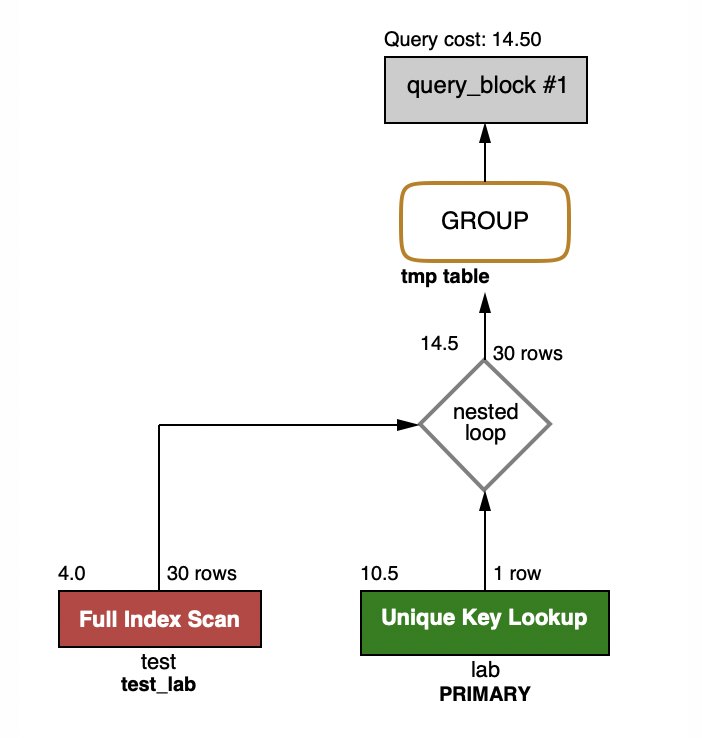 Query cost: 14.50
query_block #1
GROUP
tmp table
14.5
30 rows
nested
loop
4.0
30 rows
10.5
1 row
Full Index Scan
Unique Key Lookup
test
test_lab
lab
PRIMARY